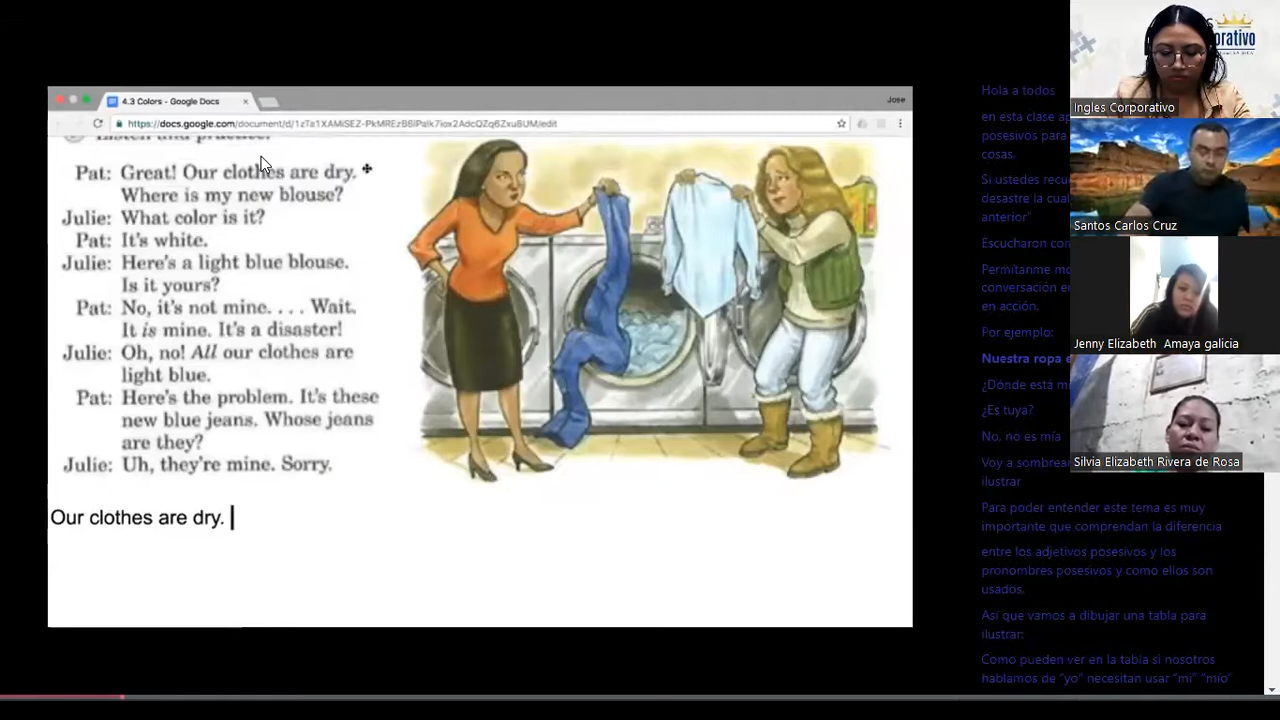 4.3 Colors - Google Docs
Jose
Listen and practice.
Pat: Great! Our clothes are dry.
Where is my new blouse?
Julie: What color is it?
Pat: It's white.
Julie: Here's a light blue blouse.
Is it yours?
Pat: No, it's not mine. . . . Wait.
It is mine. It's a disaster!
Julie: Oh, no! All our clothes are
light blue.
Pat: Here's the problem. It's these
new blue jeans. Whose jeans
are they?
Julie: Uh, they're mine. Sorry.
Our clothes are dry.
Hola a todos
en esta clase
posesivos para
cosas.
Si ustedes
desastre la
anterior"
Escucharon
Permítanme
conversación
en acción.
Por ejemplo:
Nuestra ropa
¿Dónde está
¿Es tuya?
No, no es mía
Voy a
ilustrar
Para poder entender este tema es muy
importante que comprendan la diferencia
entre los adjetivos posesivos y los
pronombres posesivos y como ellos son
usados.
Así que vamos a dibujar una tabla para
ilustrar:
Como pueden ver en la tabla si nosotros
hablamos de "yo" necesitan usar "mi" "mío"
Ingles Corporativo
Santos Carlos Cruz
Jenny Elizabeth Amaya galicia
Silvia Elizabeth Rivera de Rosa